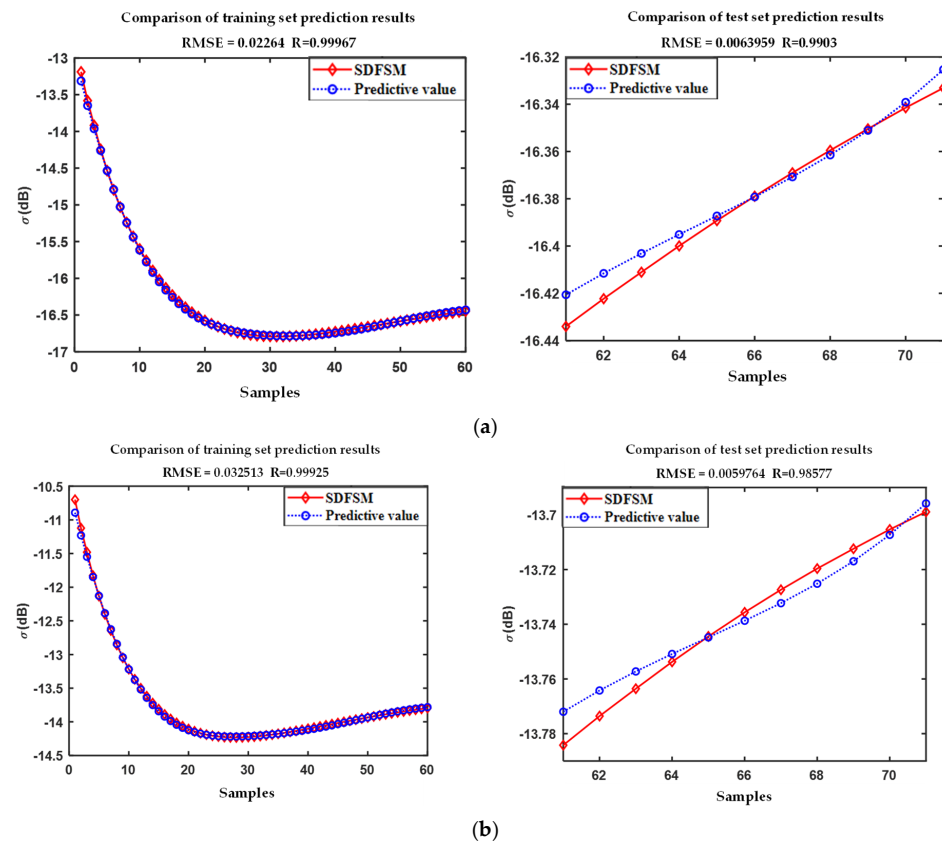 Comparison of training set prediction results
RMSE = 0.02264 R=0.99967
-13
-13.5
-14
-14.5
-15
-15.5
-16
-16.5
-17
σ (dB)
SDFSM
Predictive value
0 10 20 30 40 50 60
Samples
Comparison of test set prediction results
RMSE = 0.0063959 R=0.9903
-16.32
-16.34
-16.36
-16.38
-16.4
-16.42
-16.44
σ (dB)
SDFSM
Predictive value
62 64 66 68 70
Samples
(a)
Comparison of training set prediction results
RMSE = 0.032513 R=0.99925
-10.5
-11
-11.5
-12
-12.5
-13
-13.5
-14
-14.5
σ (dB)
SDFSM
Predictive value
0 10 20 30 40 50 60
Samples
Comparison of test set prediction results
RMSE = 0.0059764 R=0.98577
-13.7
-13.72
-13.74
-13.76
-13.78
σ (dB)
SDFSM
Predictive value
62 64 66 68 70
Samples
(b)